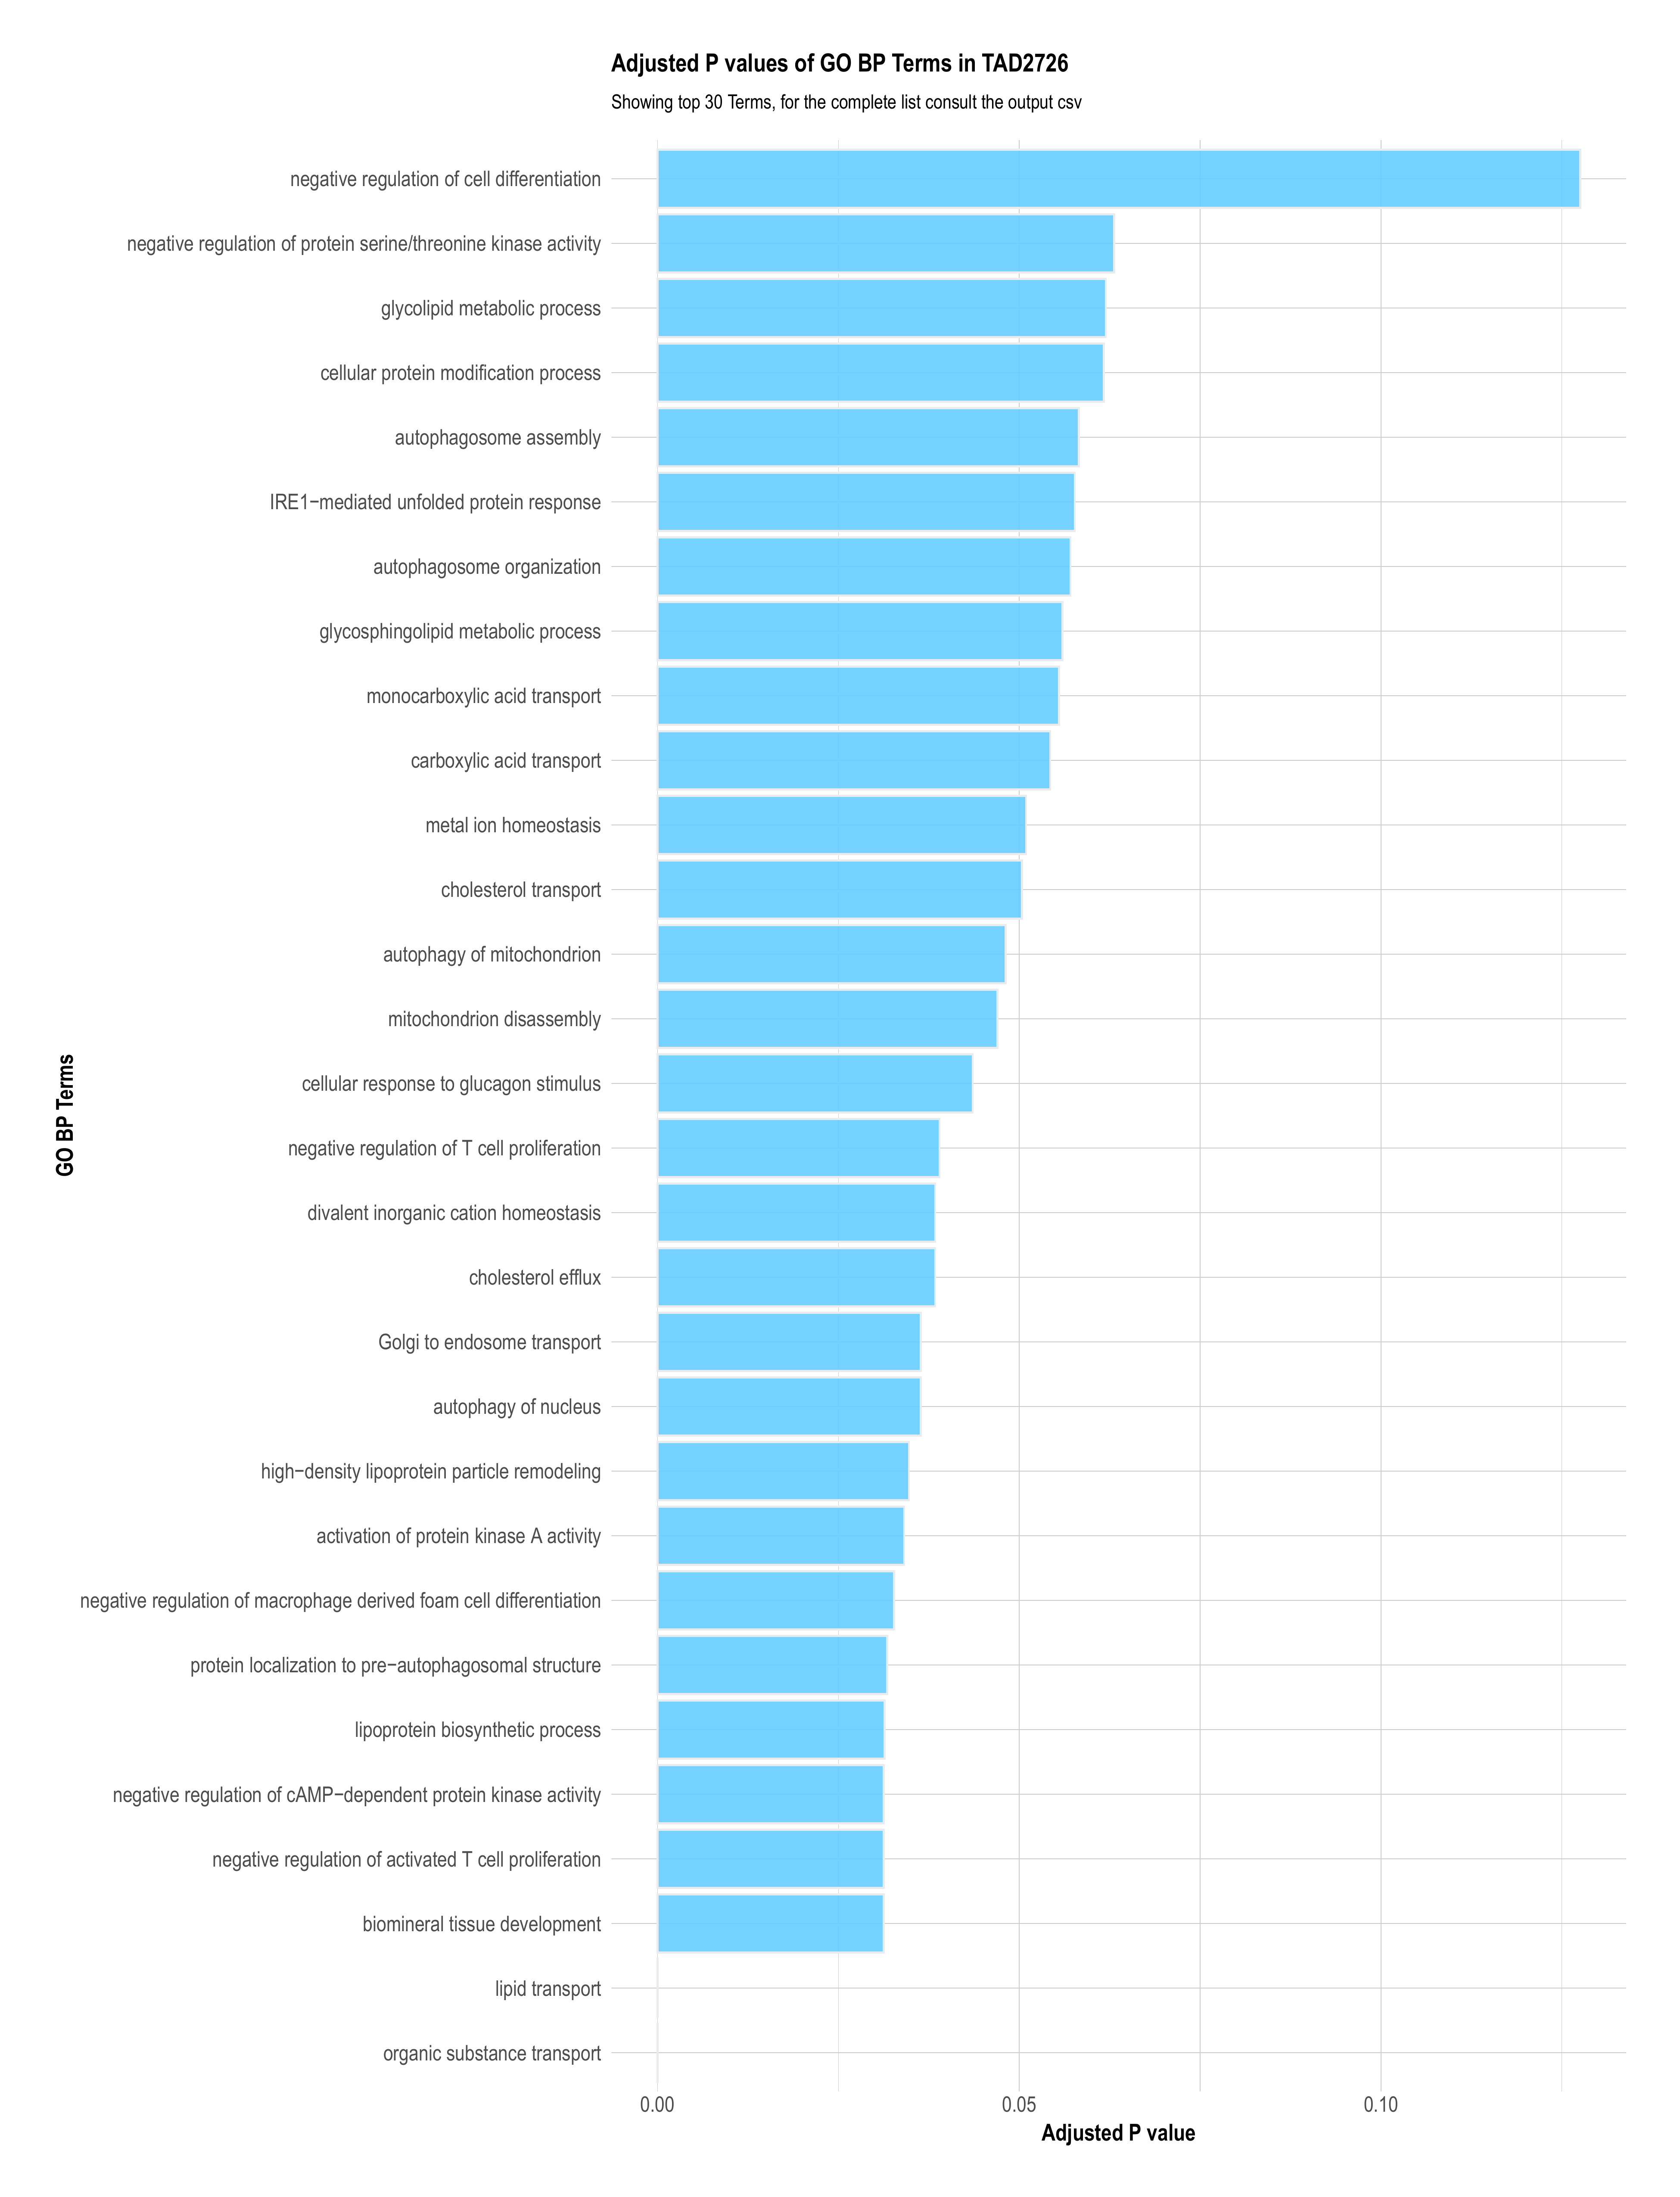 Adjusted P values of GO BP Terms in TAD2726
Showing top 30 Terms, for the complete list consult the output csv
GO BP Terms
negative regulation of cell differentiation
negative regulation of protein serine/threonine kinase activity
glycolipid metabolic process
cellular protein modification process
autophagosome assembly
IRE1−mediated unfolded protein response
autophagosome organization
glycosphingolipid metabolic process
monocarboxylic acid transport
carboxylic acid transport
metal ion homeostasis
cholesterol transport
autophagy of mitochondrion
mitochondrion disassembly
cellular response to glucagon stimulus
negative regulation of T cell proliferation
divalent inorganic cation homeostasis
cholesterol efflux
Golgi to endosome transport
autophagy of nucleus
high−density lipoprotein particle remodeling
activation of protein kinase A activity
negative regulation of macrophage derived foam cell differentiation
protein localization to pre−autophagosomal structure
lipoprotein biosynthetic process
negative regulation of cAMP−dependent protein kinase activity
negative regulation of activated T cell proliferation
biomineral tissue development
lipid transport
organic substance transport
0.00 0.05 0.10
Adjusted P value